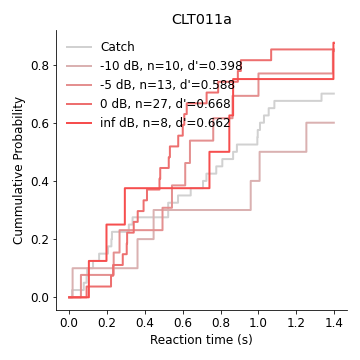 CLT011a
Catch
-10 dB, n=10, d'=0.398
-5 dB, n=13, d'=0.588
0 dB, n=27, d'=0.668
inf dB, n=8, d'=0.662
Cummulative Probability
0.8
0.6
0.4
0.2
0.0
0.0 0.2 0.4 0.6 0.8 1.0 1.2 1.4
Reaction time (s)